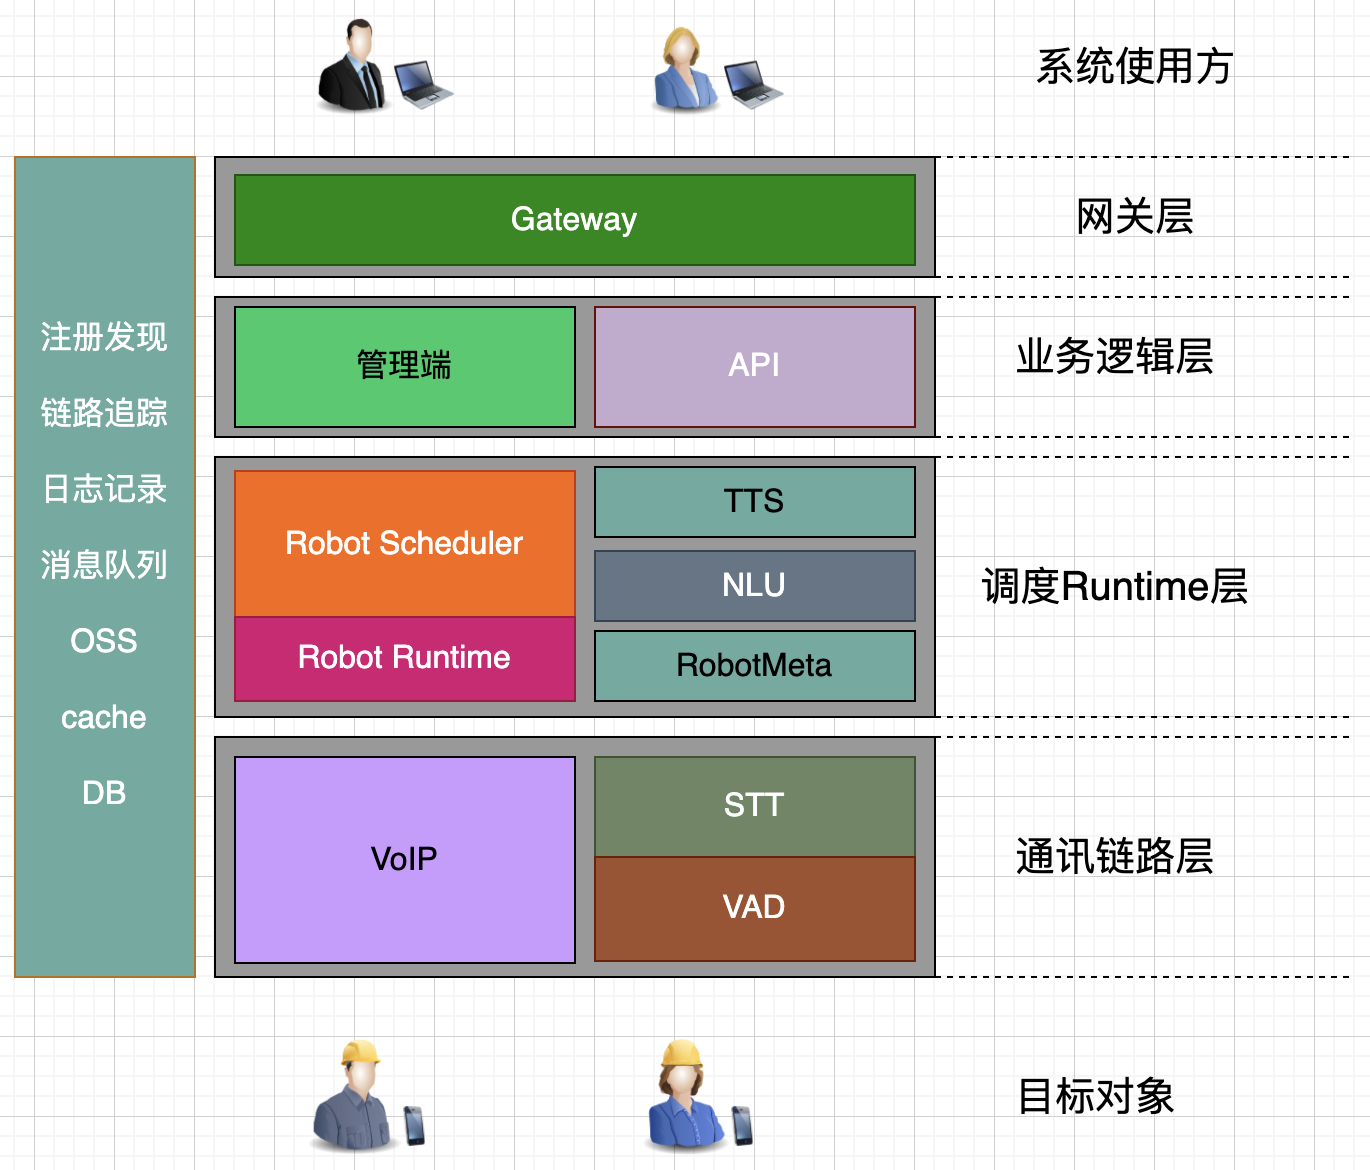 系统使用方
Gateway
网关层
注册发现
链路追踪
日志记录
消息队列
OSS
cache
DB
管理端
API
业务逻辑层
Robot Scheduler
Robot Runtime
TTS
NLU
RobotMeta
调度Runtime层
VoIP
STT
VAD
通讯链路层
目标对象